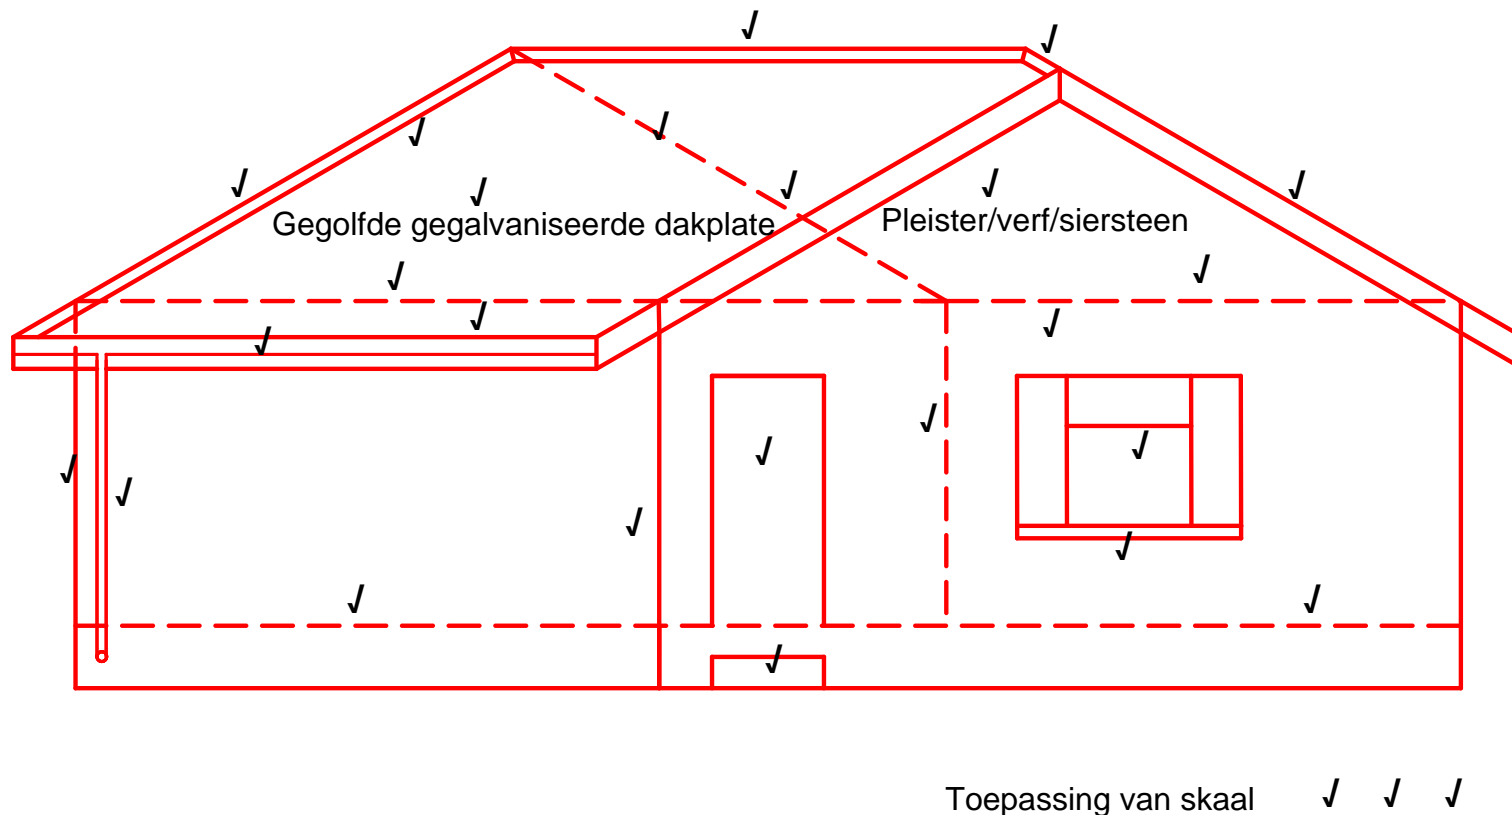 Gegolfde gegalvaniseerde dakplate
Pleister/verf/siersteen
Toepassing van skaal √ √ √